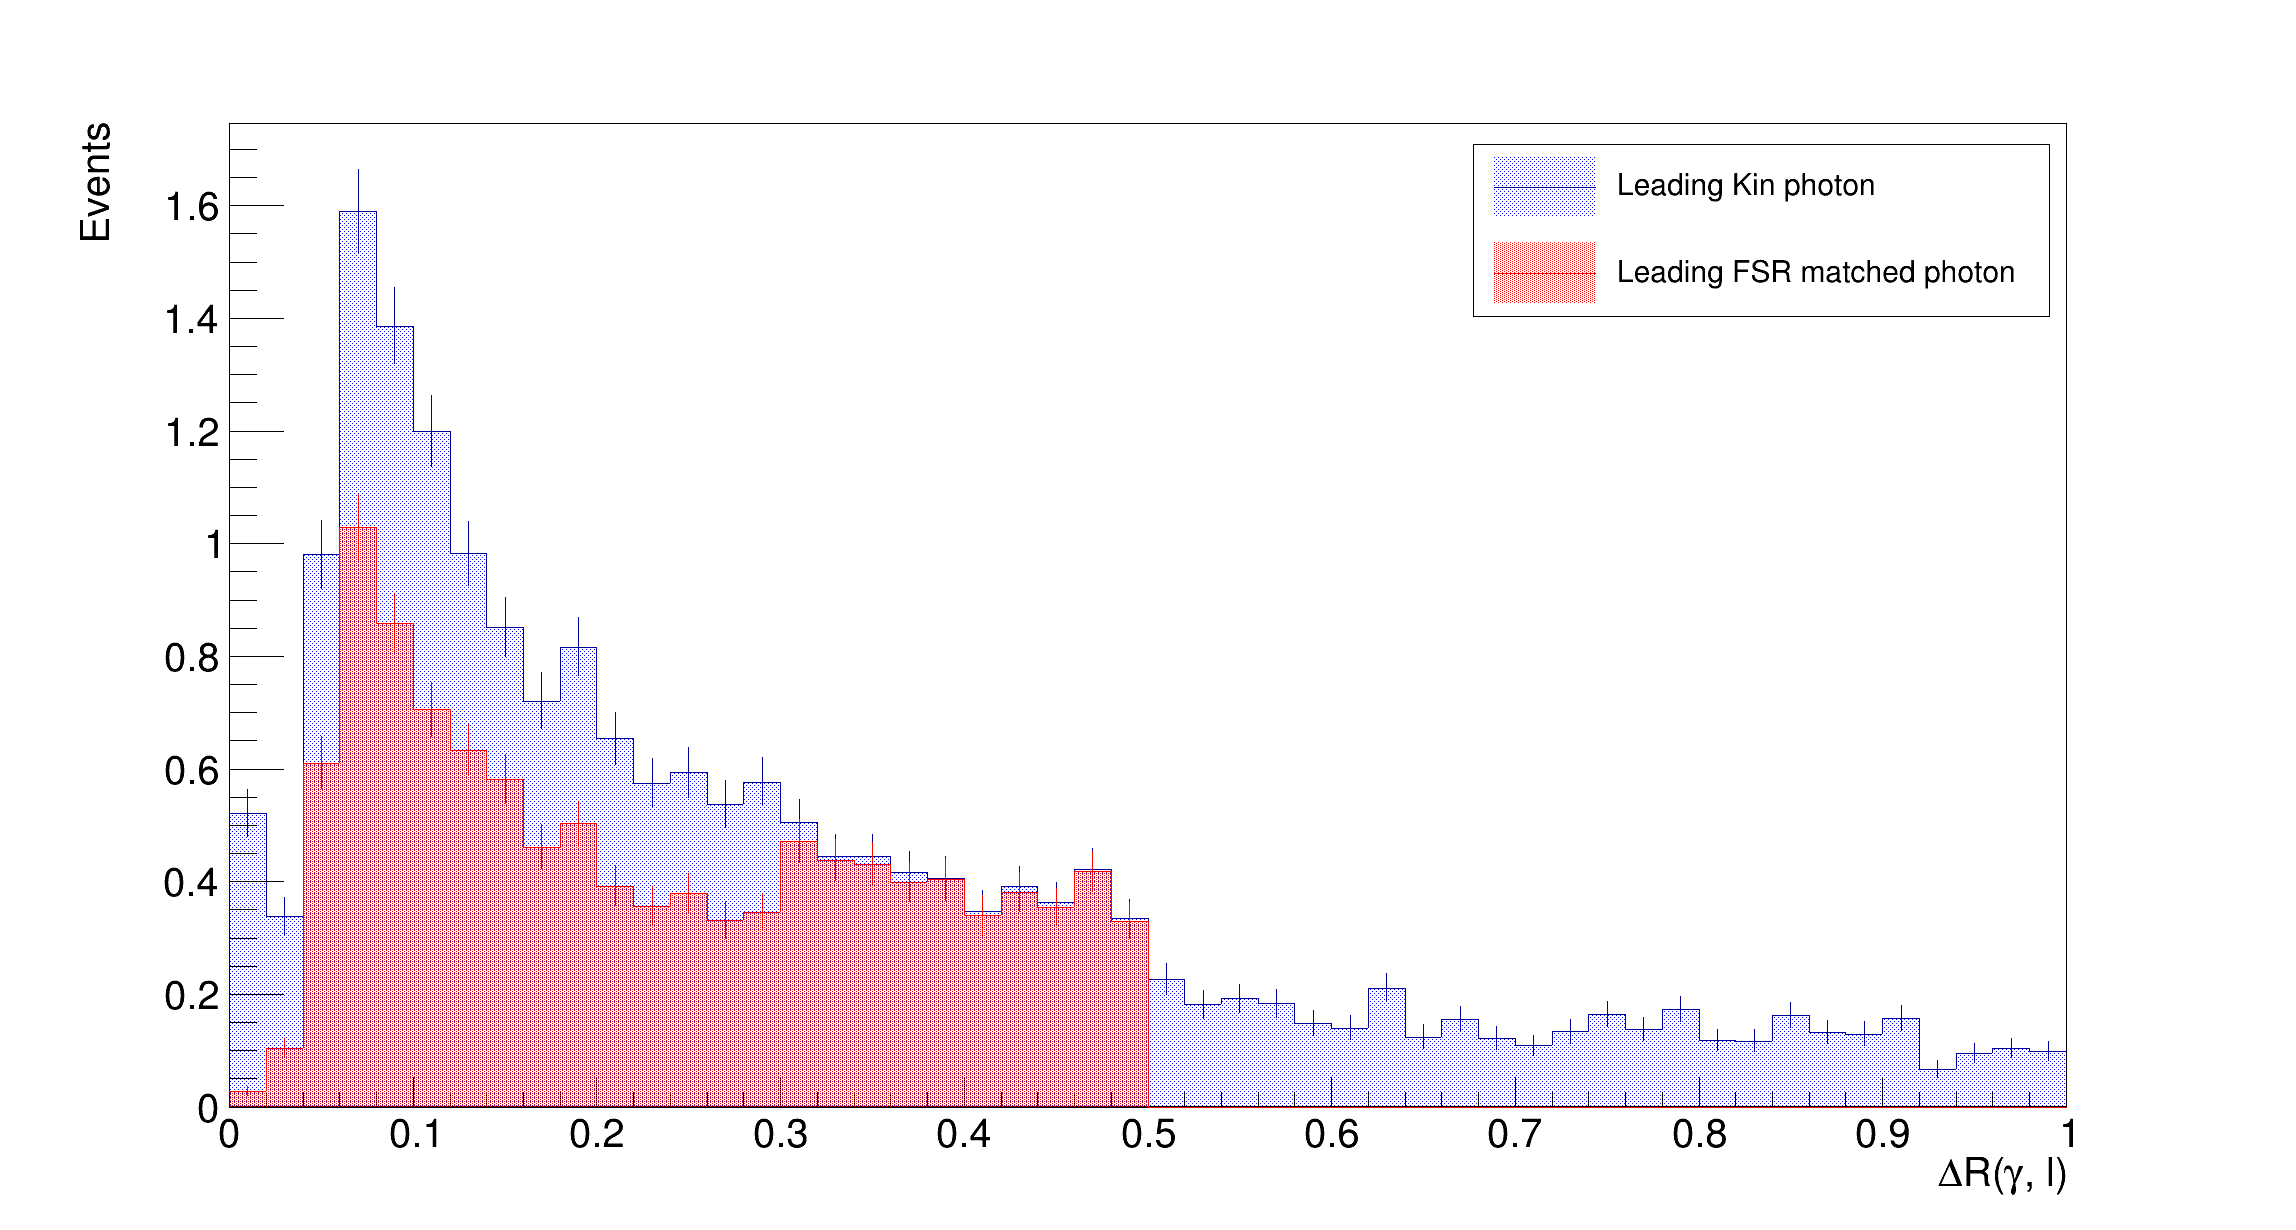 Events
1.6
1.4
1.2
1
0.8
0.6
0.4
0.2
0
Leading Kin photon
Leading FSR matched photon
0 0.1 0.2 0.3 0.4 0.5 0.6 0.7 0.8 0.9 1
ΔR(γ, l)